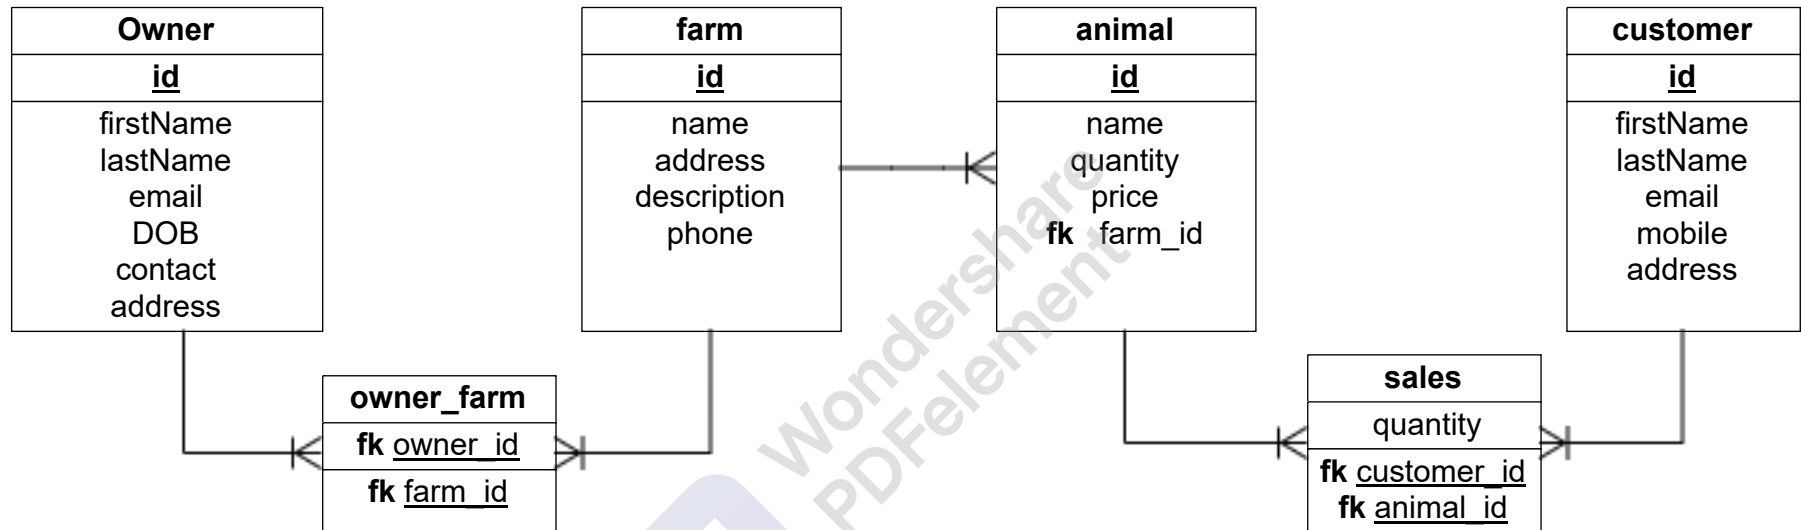 Owner
id
firstName
lastName
email
DOB
contact
address
farm
id
name
address
description
phone
animal
id
name
quantity
price
fk farm_id
customer
id
firstName
lastName
email
mobile
address
owner_farm
fk owner_id
fk farm_id
sales
quantity
fk customer_id
fk animal_id
Wondershare
PDFelement